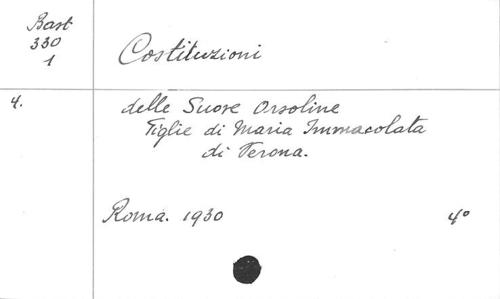 Bast
330
1
Costituzioni
4.
delle Suore Orsoline
Figlie di Maria Immacolata
di Verona.
Roma. 1930 4°